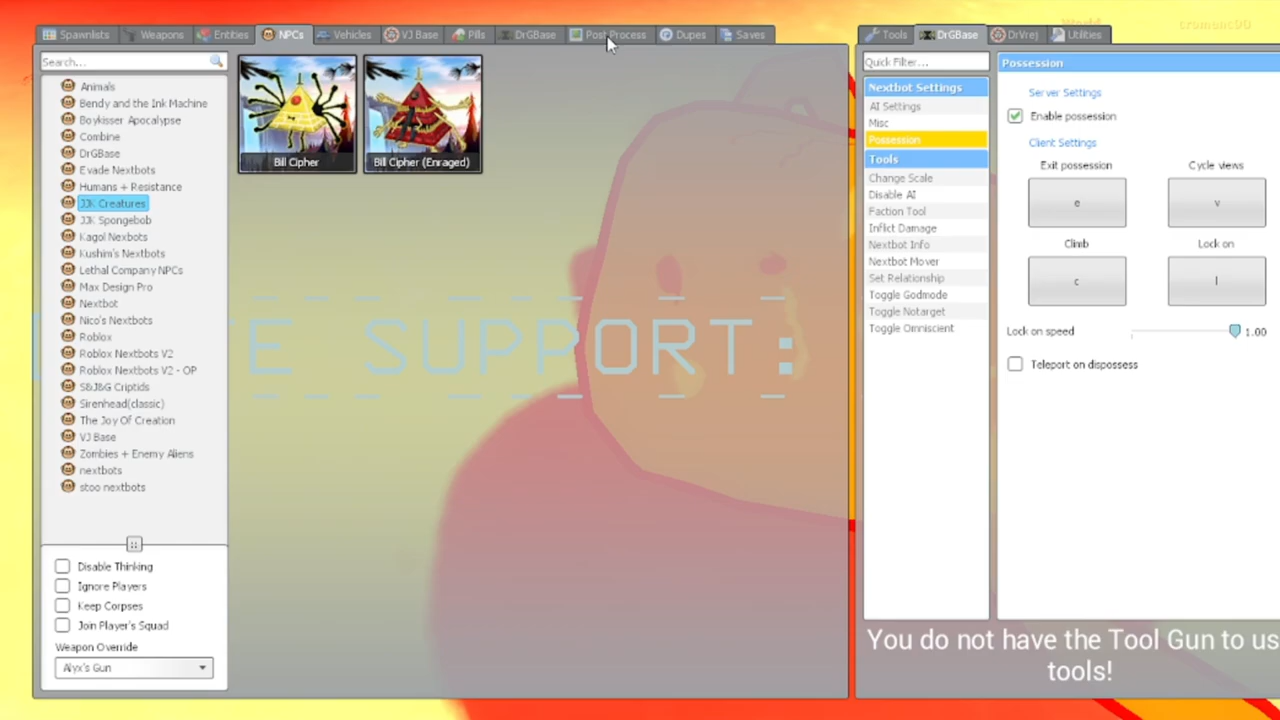 Spawnlists Weapons Entities NPCs Vehicles VJ Base Pills DrGBase Post Process Dupes Saves
Search...
Animals
Bendy and the Ink Machine
Boykisser Apocalypse
Combine
DrGBase
Evade Nextbots
Humans + Resistance
JJK Creatures
JJK Spongebob
Kagol Nexbots
Kushim's Nextbots
Lethal Company NPCs
Max Design Pro
Nextbot
Nico's Nextbots
Roblox
Roblox Nextbots V2
Roblox Nextbots V2 - OP
S&J&G Criptids
Sirenhead(classic)
The Joy Of Creation
VJ Base
Zombies + Enemy Aliens
nextbots
stoo nextbots
Disable Thinking
Ignore Players
Keep Corpses
Join Player's Squad
Weapon Override
Alyx's Gun
Bill Cipher
Bill Cipher (Enraged)
E SUPPORT:
cromant90
Tools DrGBase DrVrej Utilities
Quick Filter...
Nextbot Settings
AI Settings
Misc
Possession
Tools
Change Scale
Disable AI
Faction Tool
Inflict Damage
Nextbot Info
Nextbot Mover
Set Relationship
Toggle Godmode
Toggle Notarget
Toggle Omniscient
Possession
Server Settings
Enable possession
Client Settings
Exit possession Cycle views
e v
Climb Lock on
c l
Lock on speed 1.00
Teleport on dispossess
You do not have the Tool Gun to us
tools!